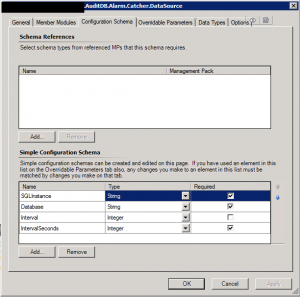 .AuditDB.Alarm.Catcher.DataSource
General Member Modules Configuration Schema Overridable Parameters Data Types Options
Schema References
Select schema types from referenced MPs that this schema requires.
Name Management Pack
Add... Remove
Simple Configuration Schema
Simple configuration schemas can be created and edited on this page. If you have used an element in this
list on the Overridable Parameters tab also, any changes you make to an element in this list must be
matched by changes you make on that tab.
Name Type Required
SQLInstance String
Database String
Interval Integer
IntervalSeconds Integer
Add... Remove
OK Cancel Apply